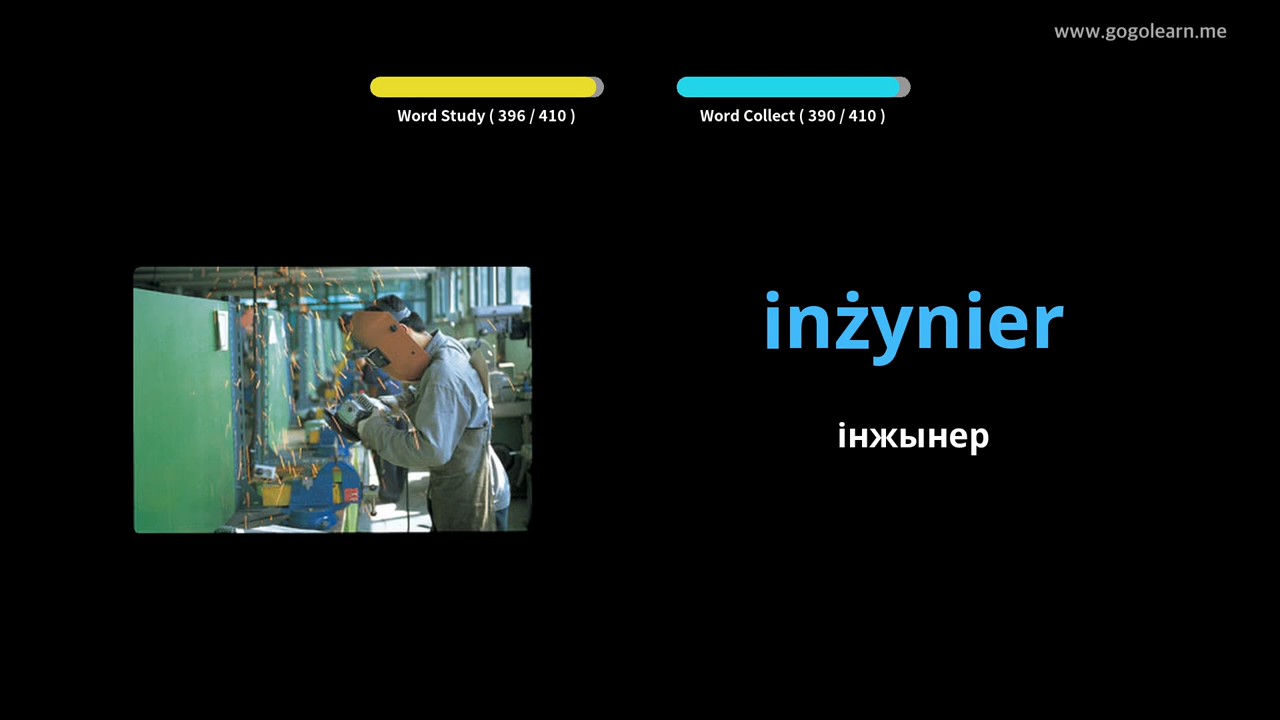 www.gogolearn.me
Word Study ( 396 / 410 )
Word Collect ( 390 / 410 )
inżynier
інжынер